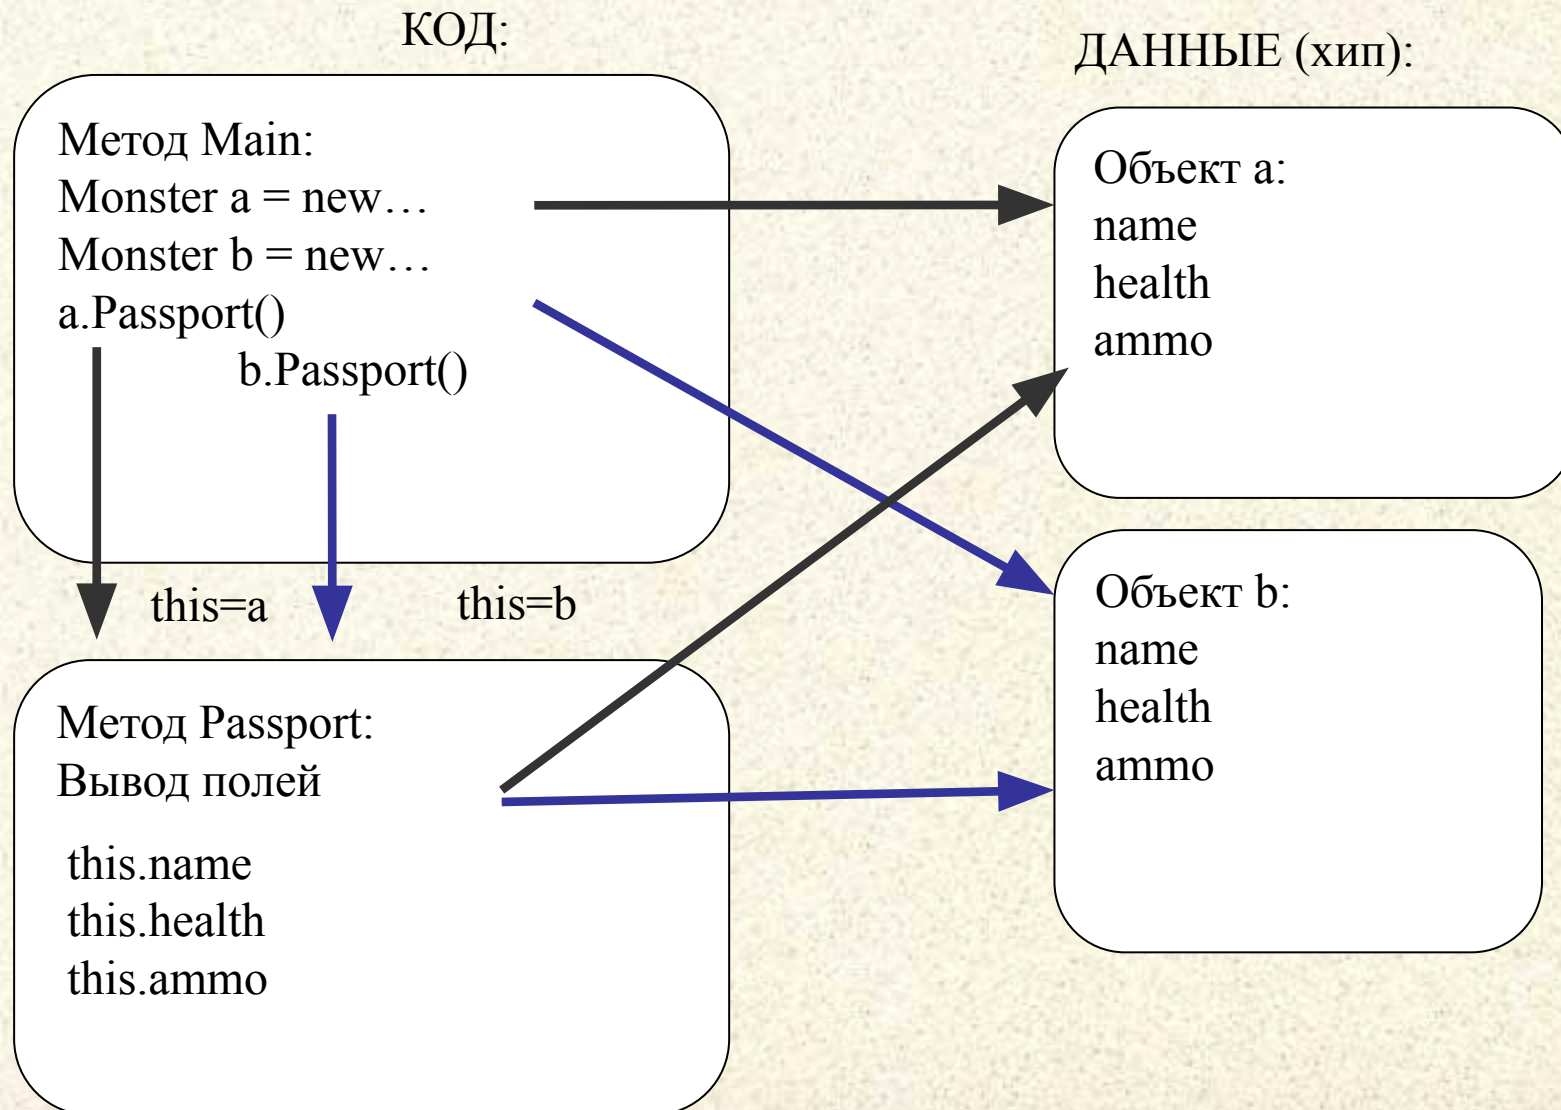 КОД:
Метод Main:
Monster a = new…
Monster b = new…
a.Passport()
b.Passport()
this=a
this=b
Метод Passport:
Вывод полей
this.name
this.health
this.ammo
ДАННЫЕ (хип):
Объект a:
name
health
ammo
Объект b:
name
health
ammo